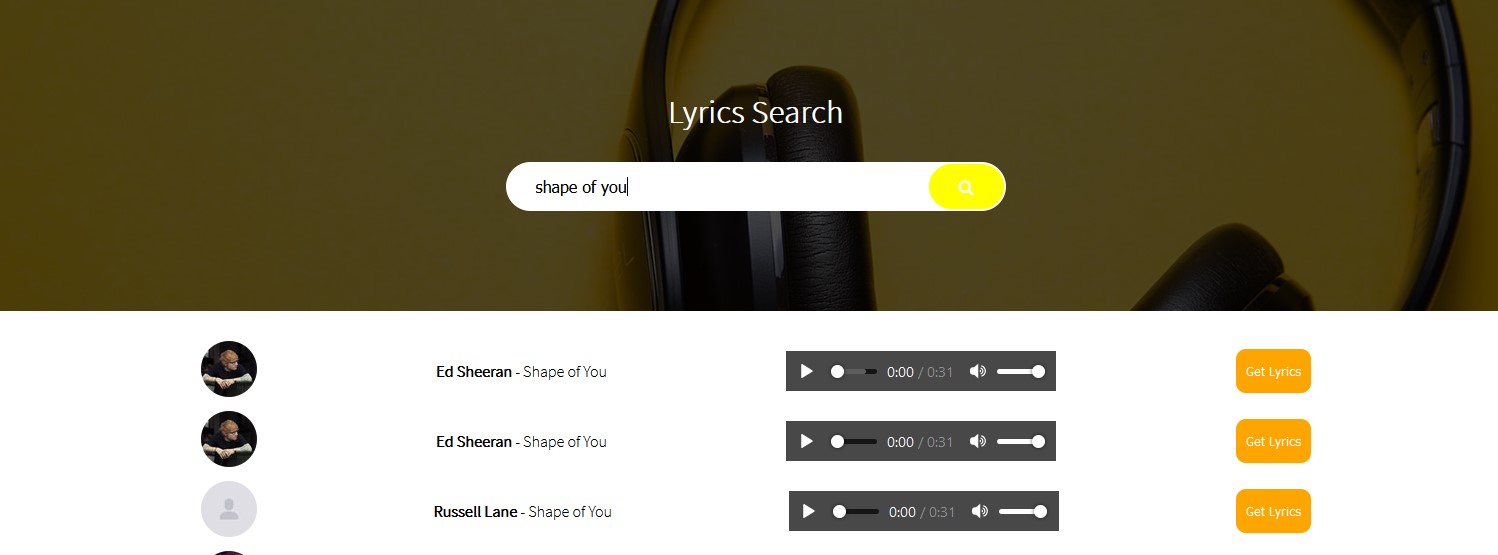 Lyrics Search
shape of you
Ed Sheeran - Shape of You 0:00 / 0:31 Get Lyrics
Ed Sheeran - Shape of You 0:00 / 0:31 Get Lyrics
Russell Lane - Shape of You 0:00 / 0:31 Get Lyrics